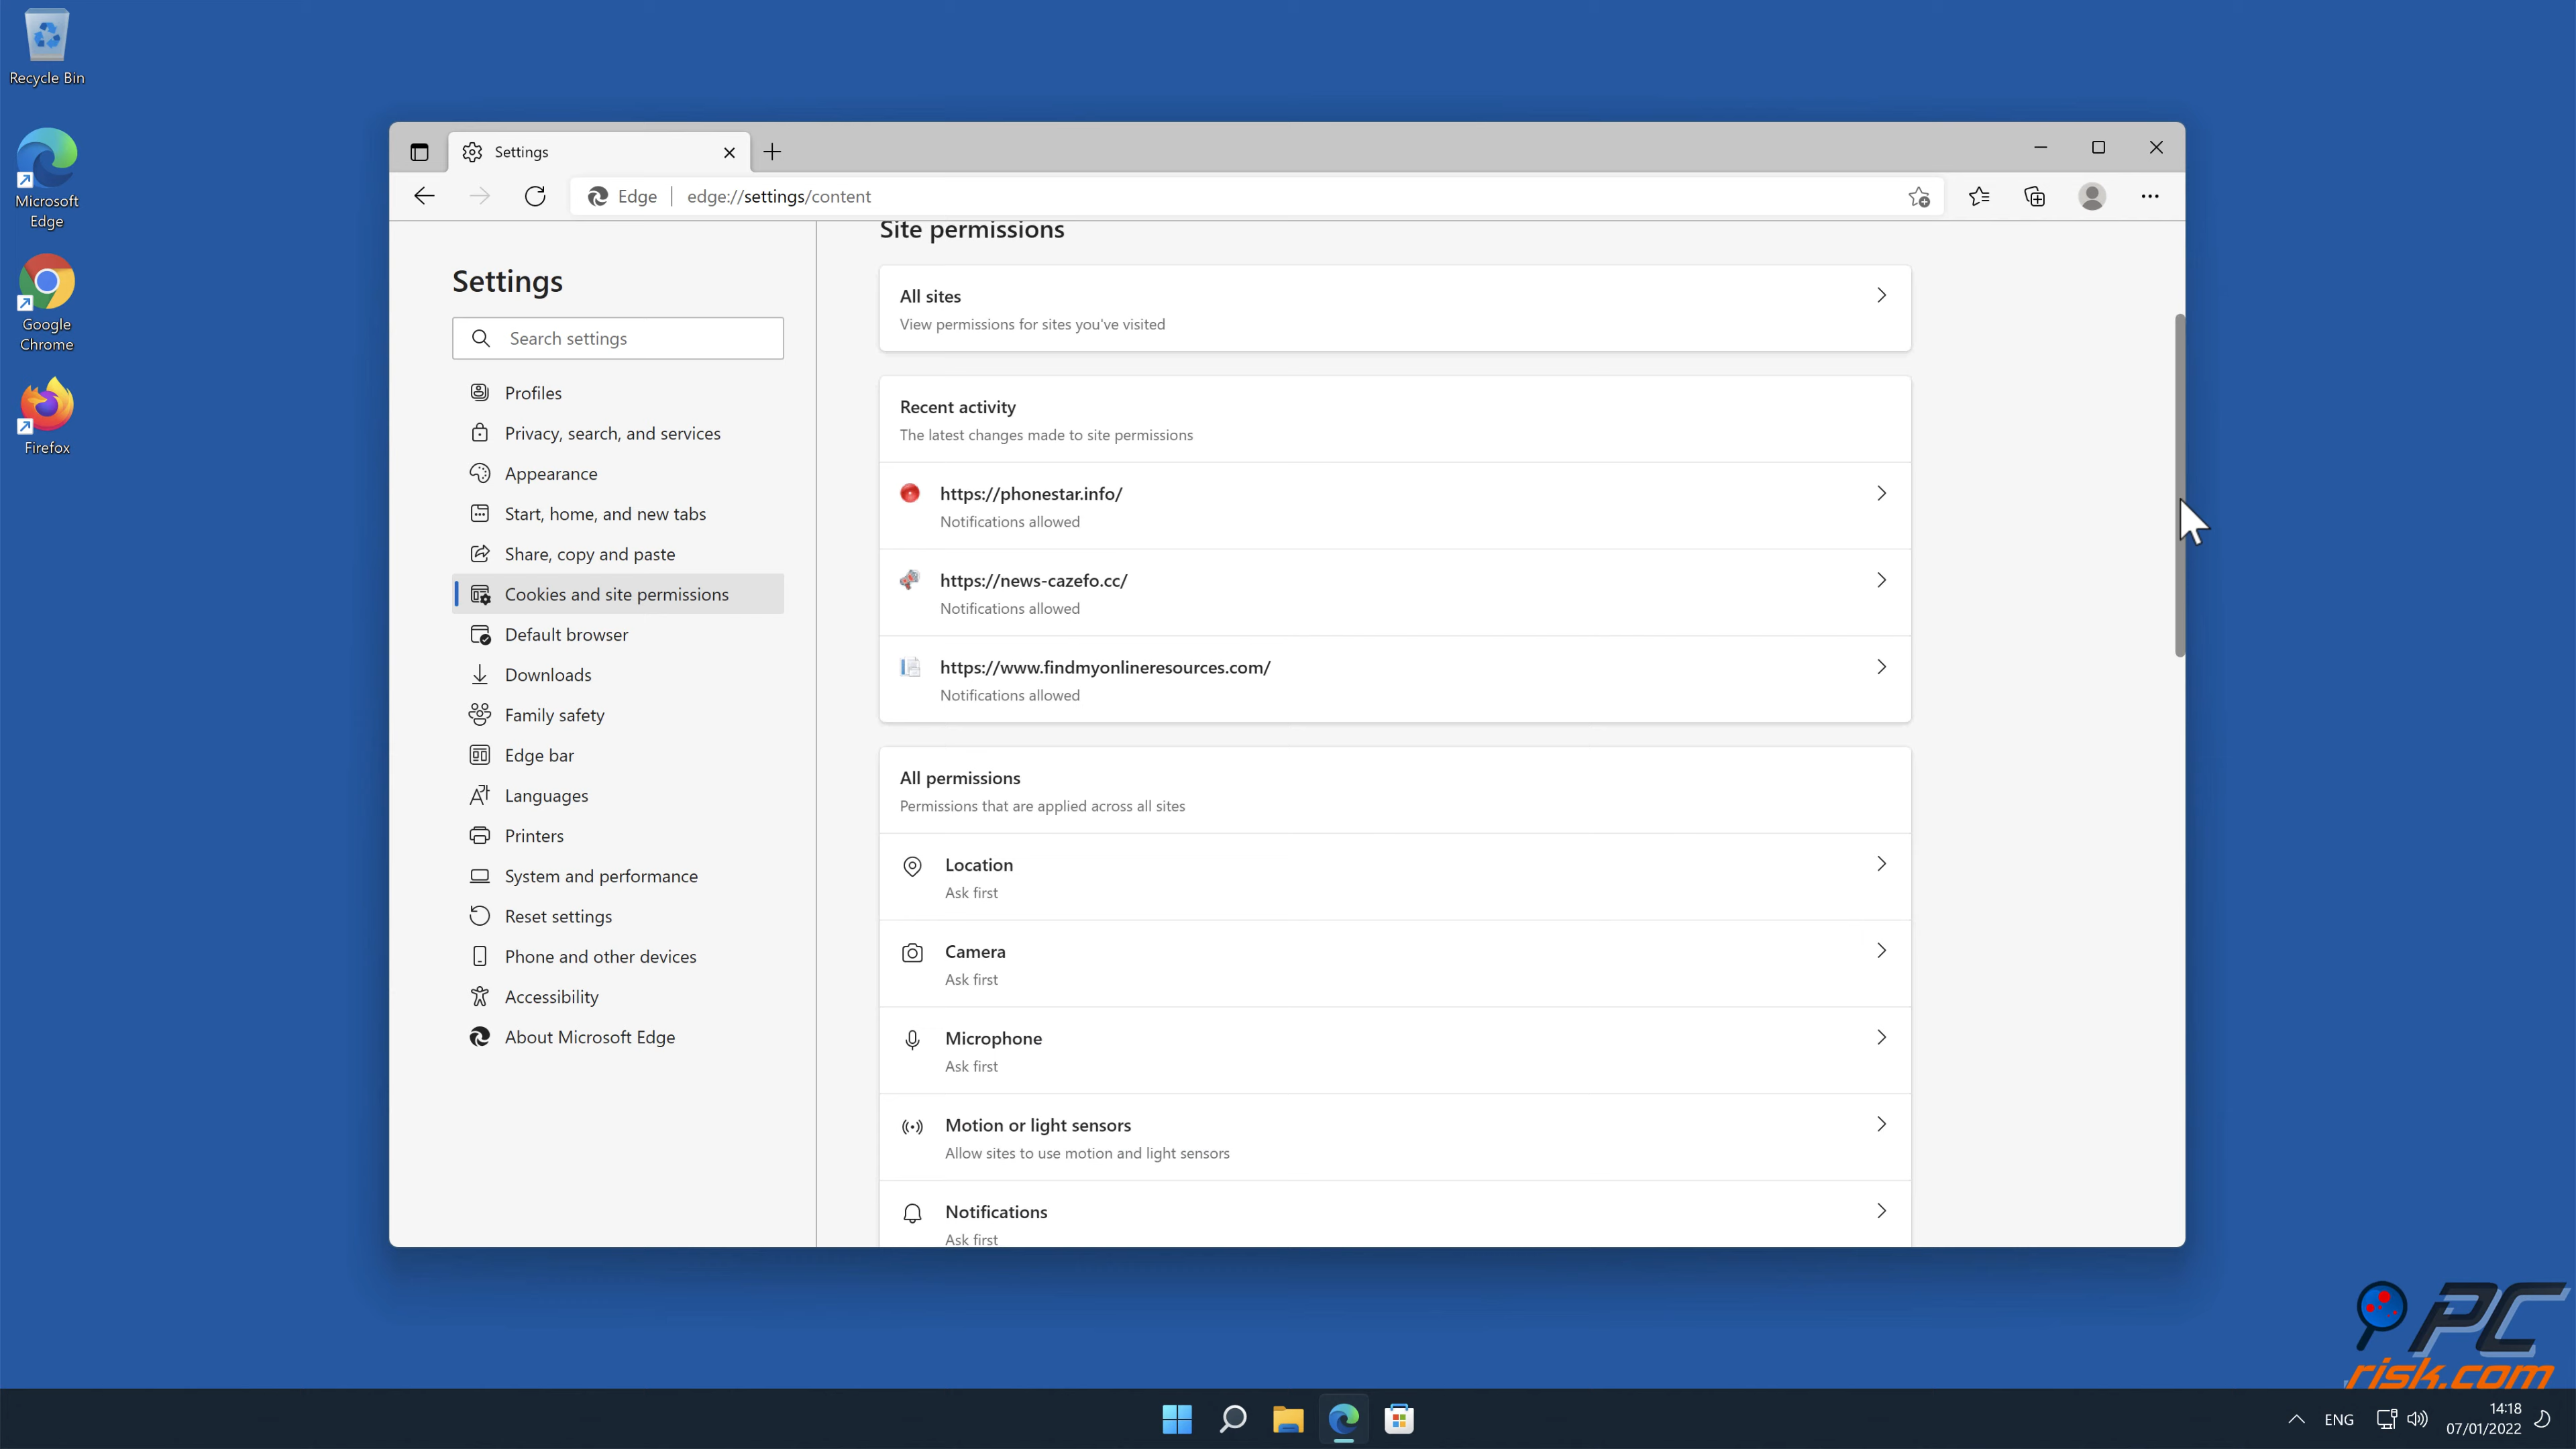 Recycle Bin
Microsoft
Edge
Google
Chrome
Firefox
Settings
Edge
edge://settings/content
Settings
Search settings
Profiles
Privacy, search, and services
Appearance
Start, home, and new tabs
Share, copy and paste
Cookies and site permissions
Default browser
Downloads
Family safety
Edge bar
Languages
Printers
System and performance
Reset settings
Phone and other devices
Accessibility
About Microsoft Edge
Site permissions
All sites
View permissions for sites you've visited
Recent activity
The latest changes made to site permissions
https://phonestar.info/
Notifications allowed
https://news-cazefo.cc/
Notifications allowed
https://www.findmyonlineresources.com/
Notifications allowed
All permissions
Permissions that are applied across all sites
Location
Ask first
Camera
Ask first
Microphone
Ask first
Motion or light sensors
Allow sites to use motion and light sensors
Notifications
Ask first
PC
risk.com
ENG
14:18
07/01/2022